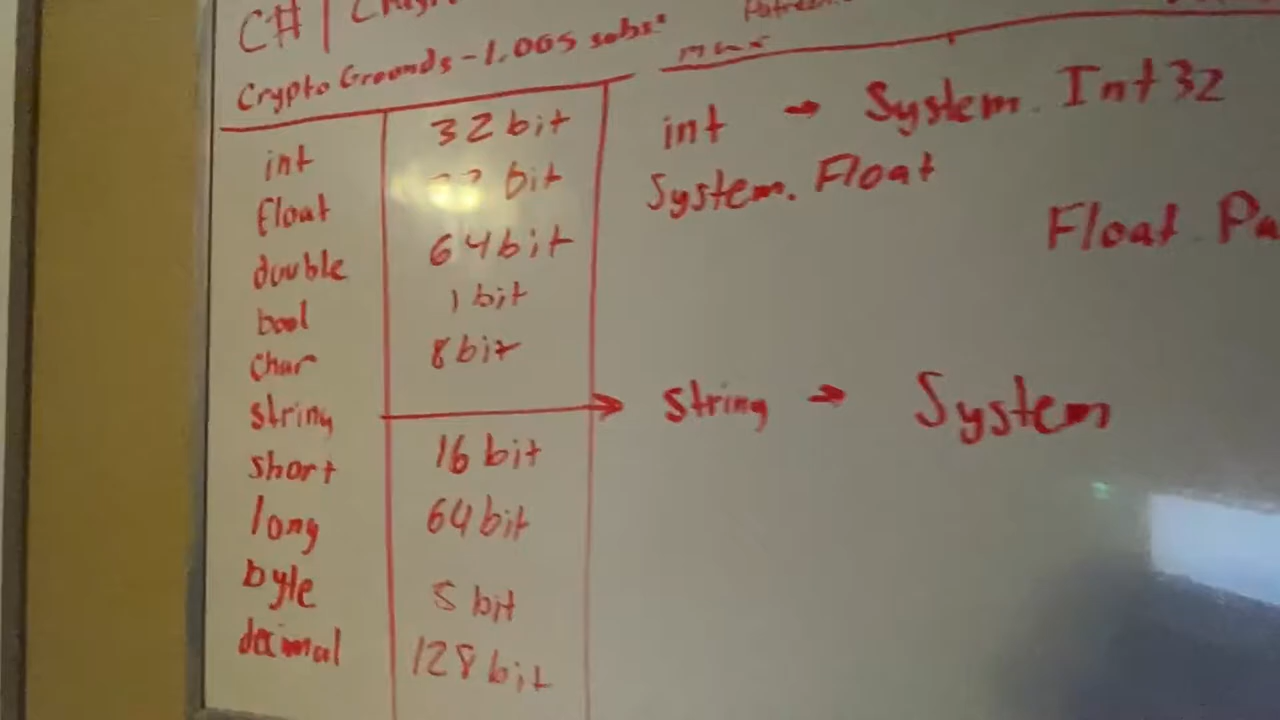 C# |
Crypto Grounds - 1,005 subs
max
int 32 bit
float bit
double 64 bit
bool 1 bit
char 8 bit
string
short 16 bit
long 64 bit
byte 8 bit
decimal 128 bit
int → System. Int32
System. Float
Float Pa
string → System